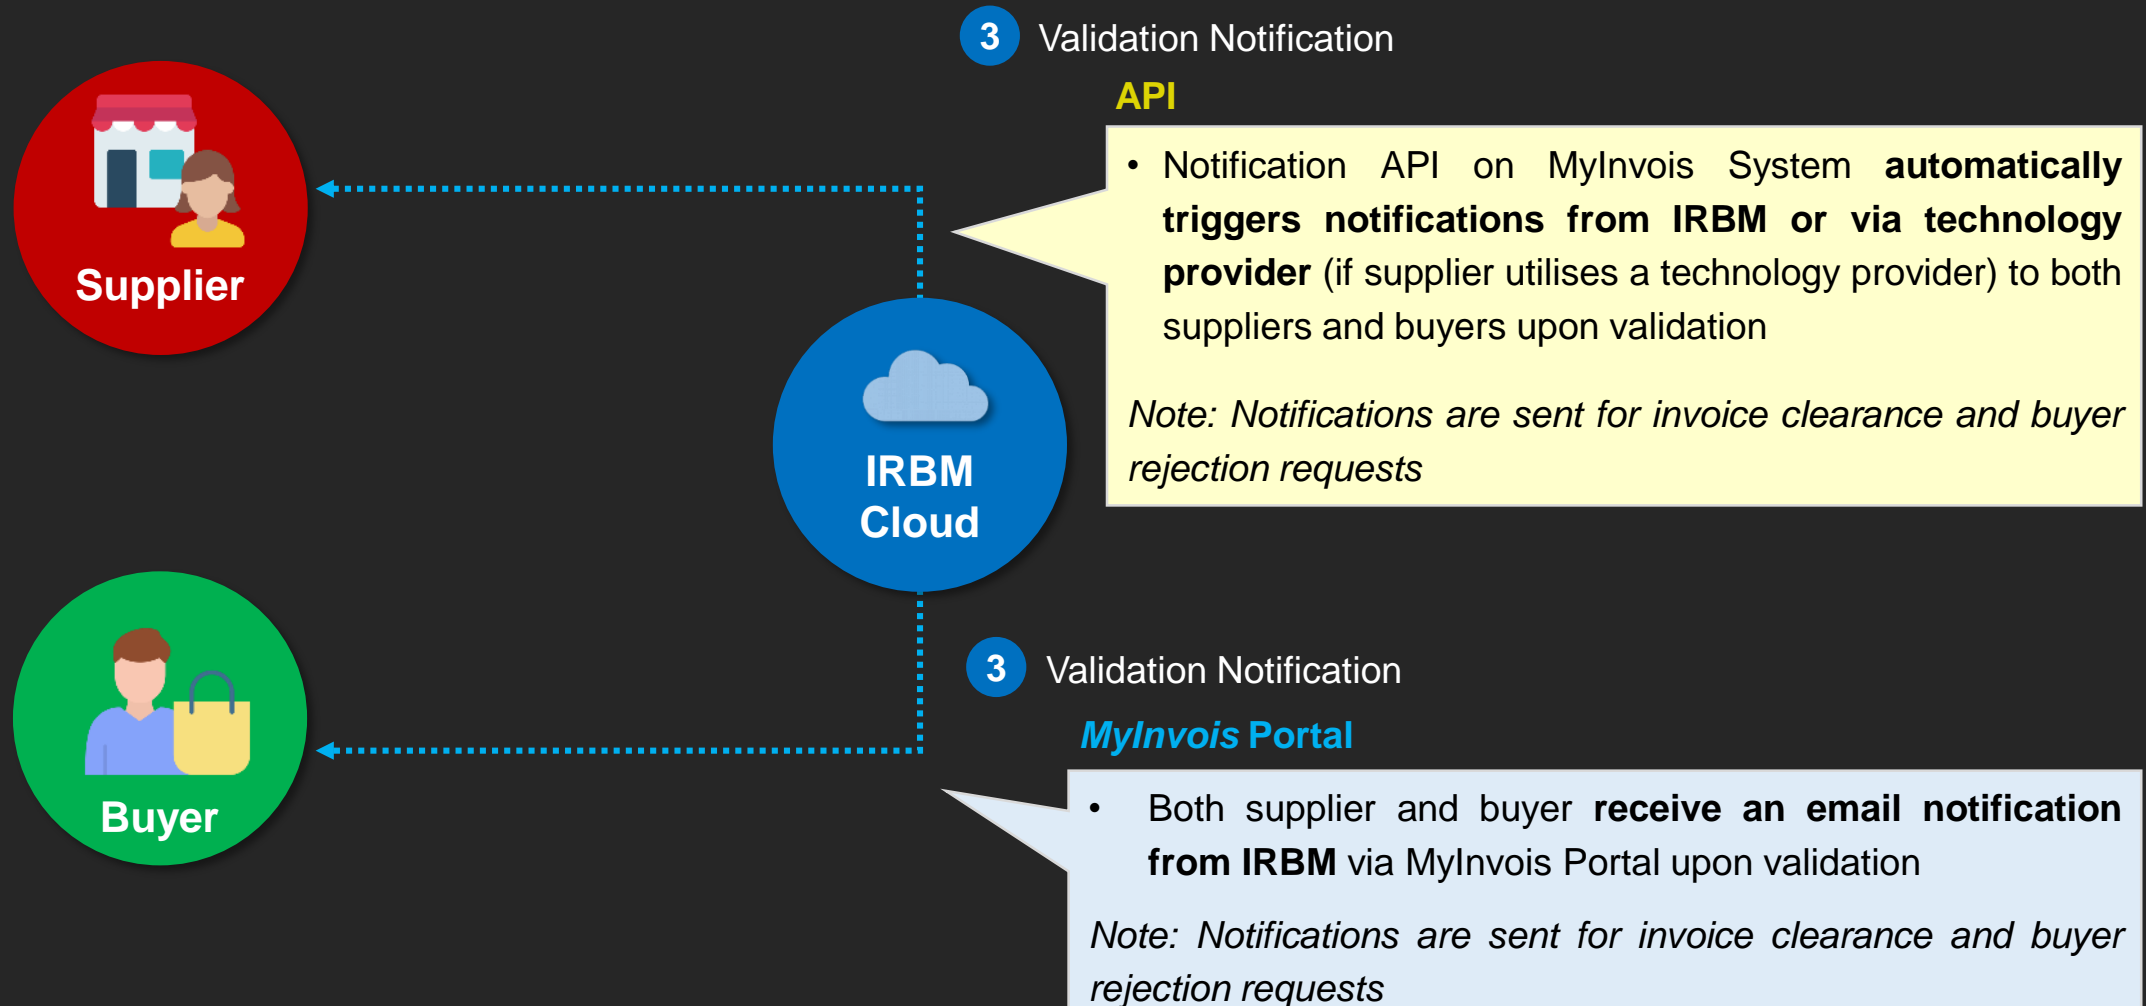 3 Validation Notification
API
• Notification API on MyInvois System automatically
triggers notifications from IRBM or via technology
provider (if supplier utilises a technology provider) to both
suppliers and buyers upon validation
Note: Notifications are sent for invoice clearance and buyer
rejection requests
Supplier
IRBM
Cloud
Buyer
3 Validation Notification
MyInvois Portal
• Both supplier and buyer receive an email notification
from IRBM via MyInvois Portal upon validation
Note: Notifications are sent for invoice clearance and buyer
rejection requests